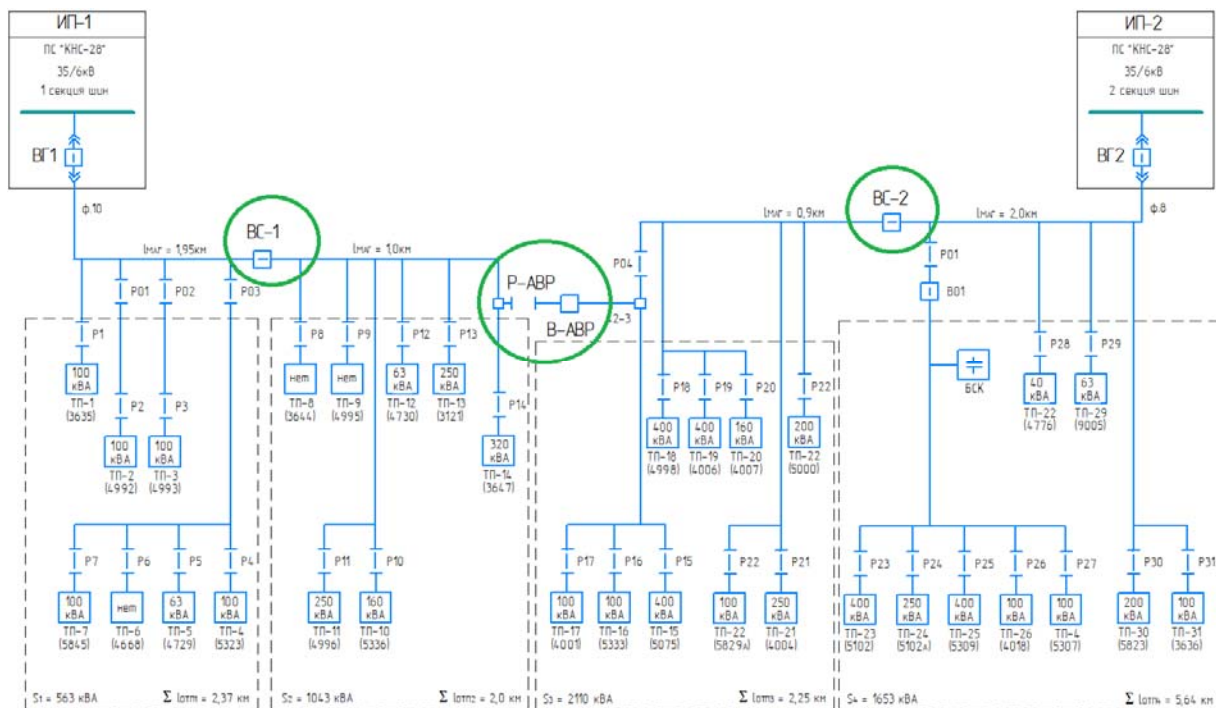 ИП-1
ПС "КНС-28"
35/6кВ
1 секция шин
ВГ1
ф.10
ИП-2
ПС "КНС-28"
35/6кВ
2 секция шин
ВГ2
ф.8
lмаг = 1,95км
ВС-1
lмаг = 1,0км
lмаг = 0,9км
ВС-2
lмаг = 2,0км
Р01
Р02
Р03
Р-АВР
В-АВР
2-3
Р04
Р01
В01
БСК
Р1
100 кВА
ТП-1
(3635)
Р2
100 кВА
ТП-2
(4992)
Р3
100 кВА
ТП-3
(4993)
Р7
100 кВА
ТП-7
(5845)
Р6
нет
ТП-6
(4668)
Р5
63 кВА
ТП-5
(4729)
Р4
100 кВА
ТП-4
(5323)
S1 = 563 кВА
Σ lотп1 = 2,37 км
Р8
нет
ТП-8
(3644)
Р9
нет
ТП-9
(4995)
Р12
63 кВА
ТП-12
(4730)
Р13
250 кВА
ТП-13
(3121)
Р14
320 кВА
ТП-14
(3647)
Р11
250 кВА
ТП-11
(4996)
Р10
160 кВА
ТП-10
(5336)
S2 = 1043 кВА
Σ lотп2 = 2,0 км
Р18
400 кВА
ТП-18
(4998)
Р19
400 кВА
ТП-19
(4006)
Р20
160 кВА
ТП-20
(4007)
Р22
200 кВА
ТП-22
(5000)
Р17
100 кВА
ТП-17
(4001)
Р16
100 кВА
ТП-16
(5333)
Р15
400 кВА
ТП-15
(5075)
Р22
100 кВА
ТП-22
(5829А)
Р21
250 кВА
ТП-21
(4004)
S3 = 2110 кВА
Σ lотп3 = 2,25 км
Р28
40 кВА
ТП-22
(4776)
Р29
63 кВА
ТП-29
(9005)
Р23
400 кВА
ТП-23
(5102)
Р24
250 кВА
ТП-24
(5102А)
Р25
400 кВА
ТП-25
(5309)
Р26
100 кВА
ТП-26
(4018)
Р27
100 кВА
ТП-4
(5307)
Р30
200 кВА
ТП-30
(5823)
Р31
100 кВА
ТП-31
(3636)
S4 = 1653 кВА
Σ lотп4 = 5,64 км